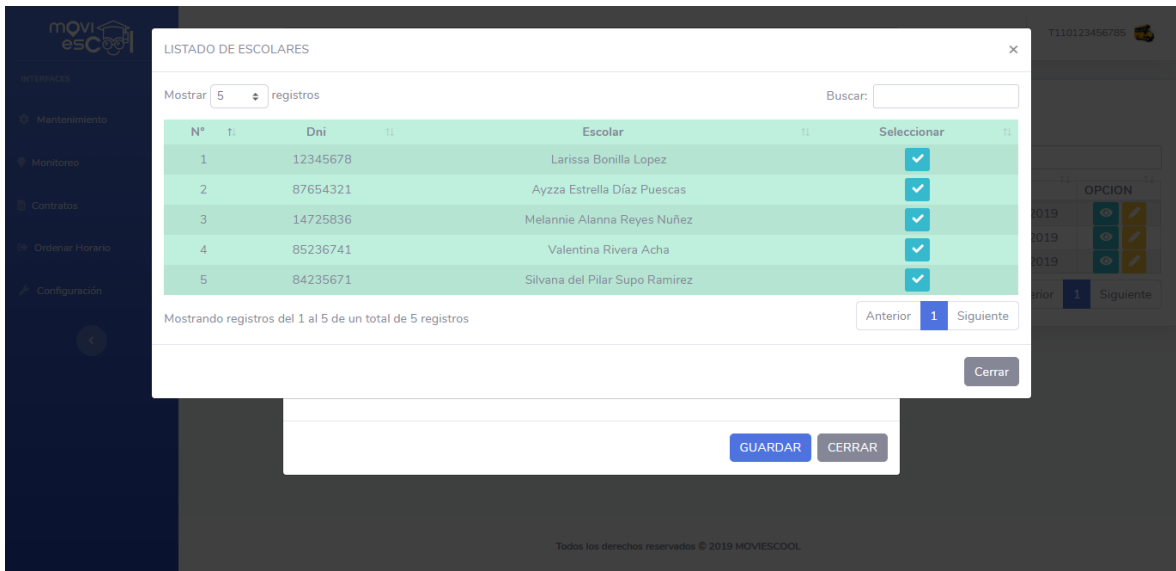 mOvi
esCool
T110123456785
LISTADO DE ESCOLARES
×
INTERFACES
Mantenimiento
Monitoreo
Contratos
Ordenar Horario
Configuración
Mostrar 5 registros
Buscar:
N° Dni Escolar Seleccionar
1 12345678 Larissa Bonilla Lopez
2 87654321 Ayzza Estrella Díaz Puescas
3 14725836 Melannie Alanna Reyes Nuñez
4 85236741 Valentina Rivera Acha
5 84235671 Silvana del Pilar Supo Ramirez
Mostrando registros del 1 al 5 de un total de 5 registros
Anterior 1 Siguiente
Cerrar
OPCION
2019
2019
2019
erior 1 Siguiente
GUARDAR CERRAR
Todos los derechos reservados © 2019 MOVIESCOOL